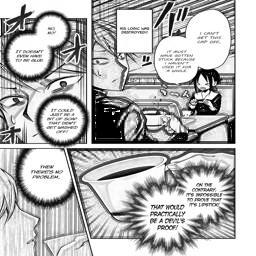 I CAN'T
GET THIS
CAP OFF.
IT MUST
HAVE GOTTEN
STUCK BECAUSE
I HAVEN'T
USED IT FOR
A WHILE.
HIS LOGIC WAS
DESTROYED!!
NO
NO!
IT DOESN'T
EVEN HAVE
TO BE GLUE.
IT COULD
JUST BE A
BIT OF SOAP
THAT DIDN'T
GET WASHED
OFF!
THEN
THERE'S NO
PROBLEM.
ON THE
CONTRARY,
IT'S IMPOSSIBLE
TO PROVE THAT
IT'S LIPSTICK!
THAT WOULD
PRACTICALLY
BE A DEVIL'S
PROOF!